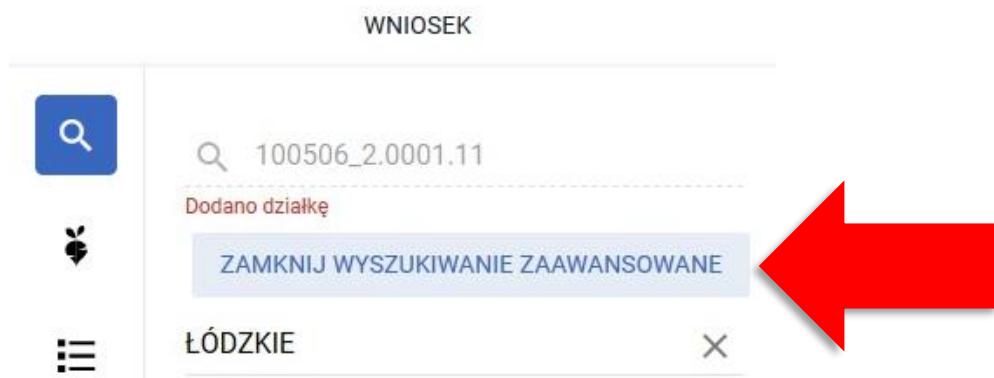 WNIOSEK
100506_2.0001.11
Dodano działkę
ZAMKNIJ WYSZUKIWANIE ZAAWANSOWANE
ŁÓDZKIE